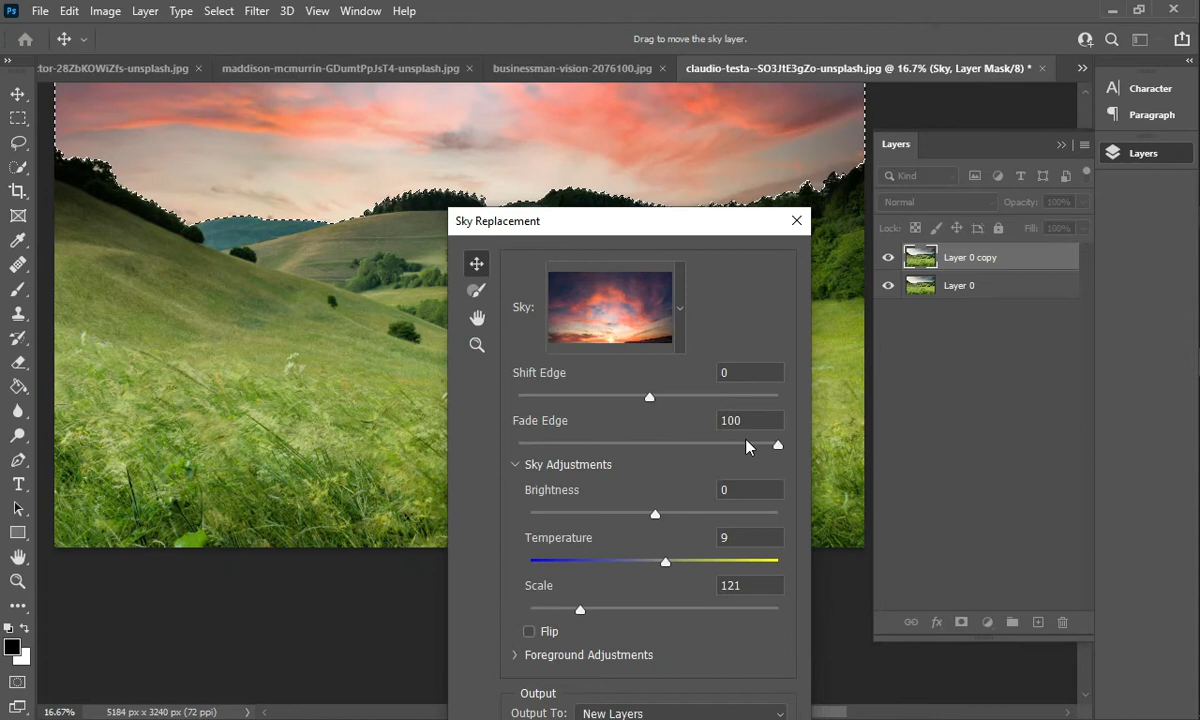 Ps File Edit Image Layer Type Select Filter 3D View Window Help
Drag to move the sky layer.
:tor-28ZbKOWiZfs-unsplash.jpg × maddison-mcmurrin-GDumtPpJsT4-unsplash.jpg × businessman-vision-2076100.jpg × claudio-testa--SO3JtE3gZo-unsplash.jpg @ 16.7% (Sky, Layer Mask/8) * ×
Character
Paragraph
Layers
Layers
Kind
Normal Opacity: 100%
Lock: Fill: 100%
Layer 0 copy
Layer 0
Sky Replacement
Sky:
Shift Edge 0
Fade Edge 100
Sky Adjustments
Brightness 0
Temperature 9
Scale 121
Flip
Foreground Adjustments
Output
Output To: New Layers
16.67% 5184 px x 3240 px (72 ppi)